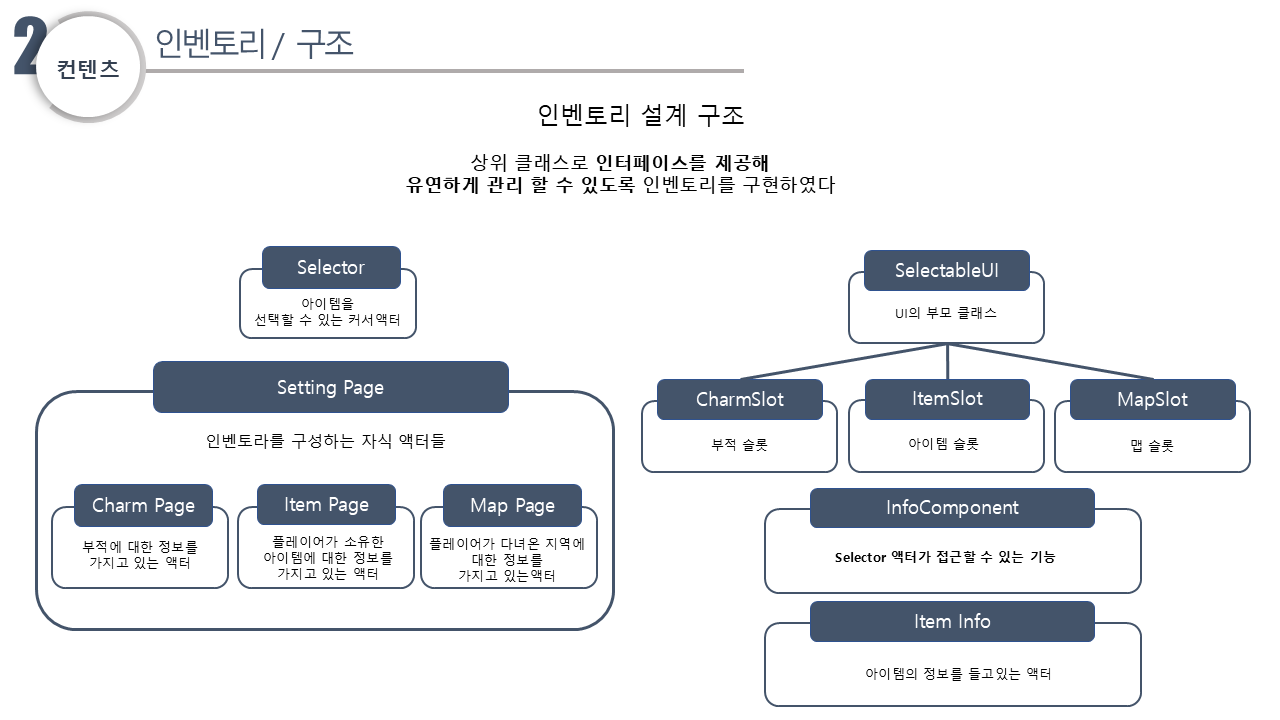 2
컨텐츠
인벤토리 / 구조
인벤토리 설계 구조
상위 클래스로 인터페이스를 제공해
유연하게 관리 할 수 있도록 인벤토리를 구현하였다
Selector
아이템을
선택할 수 있는 커서액터
Setting Page
인벤토라를 구성하는 자식 액터들
Charm Page
부적에 대한 정보를
가지고 있는 액터
Item Page
플레이어가 소유한
아이템에 대한 정보를
가지고 있는 액터
Map Page
플레이어가 다녀온 지역에
대한 정보를
가지고 있는액터
SelectableUI
UI의 부모 클래스
CharmSlot
부적 슬롯
ItemSlot
아이템 슬롯
MapSlot
맵 슬롯
InfoComponent
Selector 액터가 접근할 수 있는 기능
Item Info
아이템의 정보를 들고있는 액터